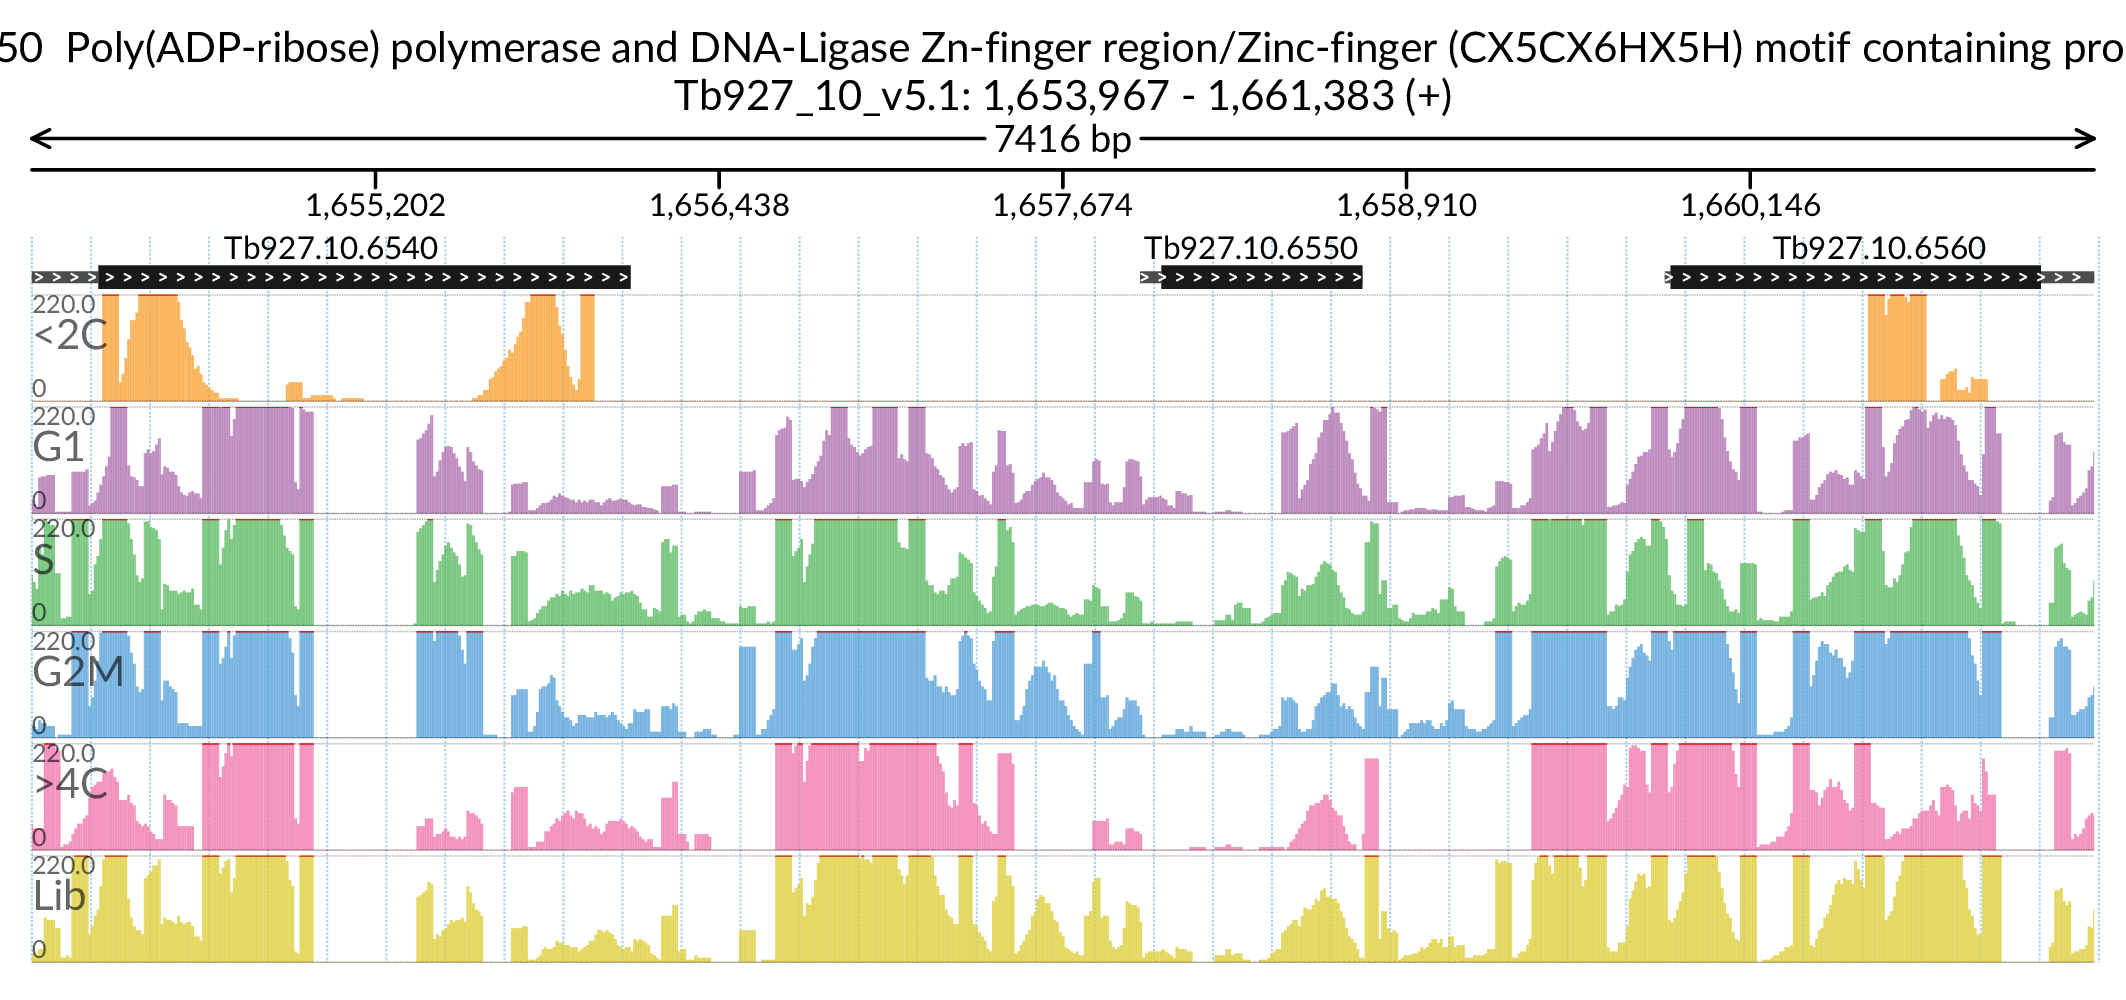 50 Poly(ADP-ribose) polymerase and DNA-Ligase Zn-finger region/Zinc-finger (CX5CX6HX5H) motif containing pro
Tb927_10_v5.1: 1,653,967 - 1,661,383 (+)
7416 bp
1,655,202 1,656,438 1,657,674 1,658,910 1,660,146
Tb927.10.6540 Tb927.10.6550 Tb927.10.6560
220.0
<2C
0
220.0
G1
0
220.0
S
0
220.0
G2M
0
220.0
>4C
0
220.0
Lib
0